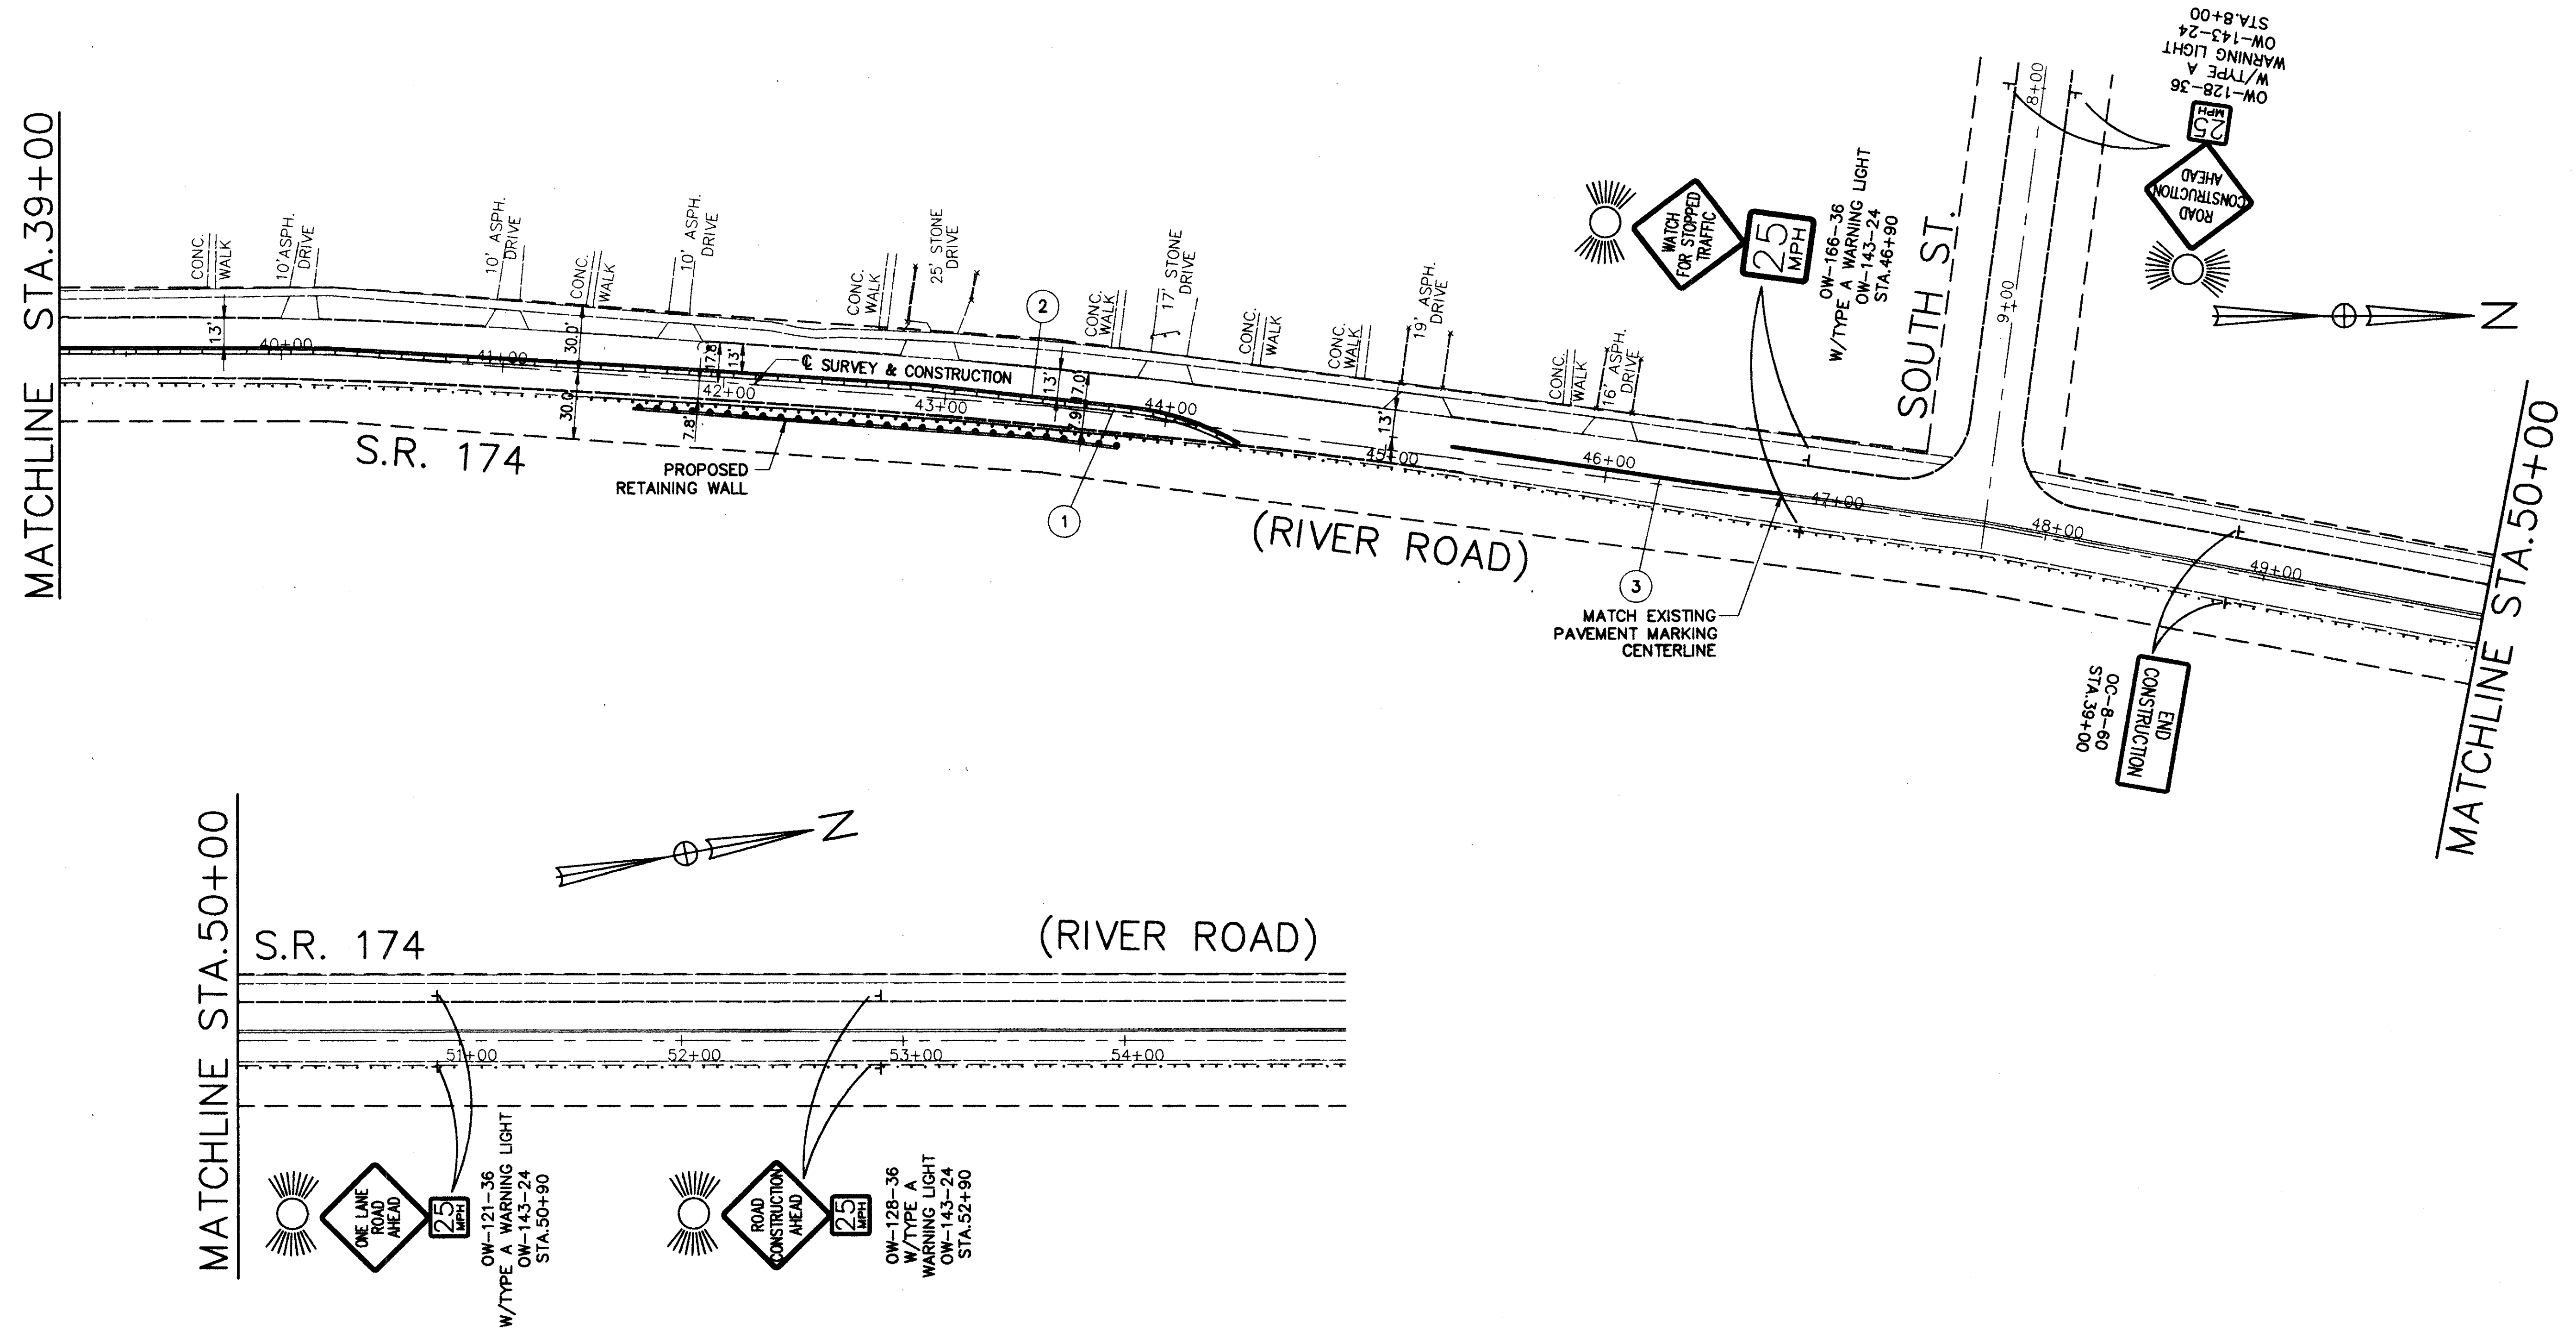 MATCHLINE STA.39+00
CONC.
WALK
10' ASPH.
DRIVE
10' ASPH.
DRIVE
CONC.
WALK
10' ASPH.
DRIVE
CONC.
WALK
25' STONE
DRIVE
2
CONC.
WALK
17' STONE
DRIVE
CONC.
WALK
CONC.
WALK
19' ASPH.
DRIVE
CONC.
WALK
16' ASPH.
DRIVE
13'
40+00
41+00
30.0'
30.0'
17.8'
13'
7.8'
42+00
℄ SURVEY & CONSTRUCTION
43+00
13'
17.0'
7.9'
44+00
13'
45+00
46+00
47+00
48+00
49+00
S.R. 174
PROPOSED
RETAINING WALL
1
(RIVER ROAD)
3
MATCH EXISTING
PAVEMENT MARKING
CENTERLINE
WATCH
FOR STOPPED
TRAFFIC
25
MPH
OW-166-36
W/TYPE A WARNING LIGHT
OW-143-24
STA.46+90
SOUTH ST.
8+00
9+00
ROAD
CONSTRUCTION
AHEAD
25
MPH
OW-128-36
W/TYPE A
WARNING LIGHT
OW-143-24
STA.8+00
N
END
CONSTRUCTION
OC-8-60
STA.39+00
MATCHLINE STA.50+00
MATCHLINE STA.50+00
N
S.R. 174
(RIVER ROAD)
51+00
52+00
53+00
54+00
ONE LANE
ROAD
AHEAD
25
MPH
OW-121-36
W/TYPE A WARNING LIGHT
OW-143-24
STA.50+90
ROAD
CONSTRUCTION
AHEAD
25
MPH
OW-128-36
W/TYPE A
WARNING LIGHT
OW-143-24
STA.52+90